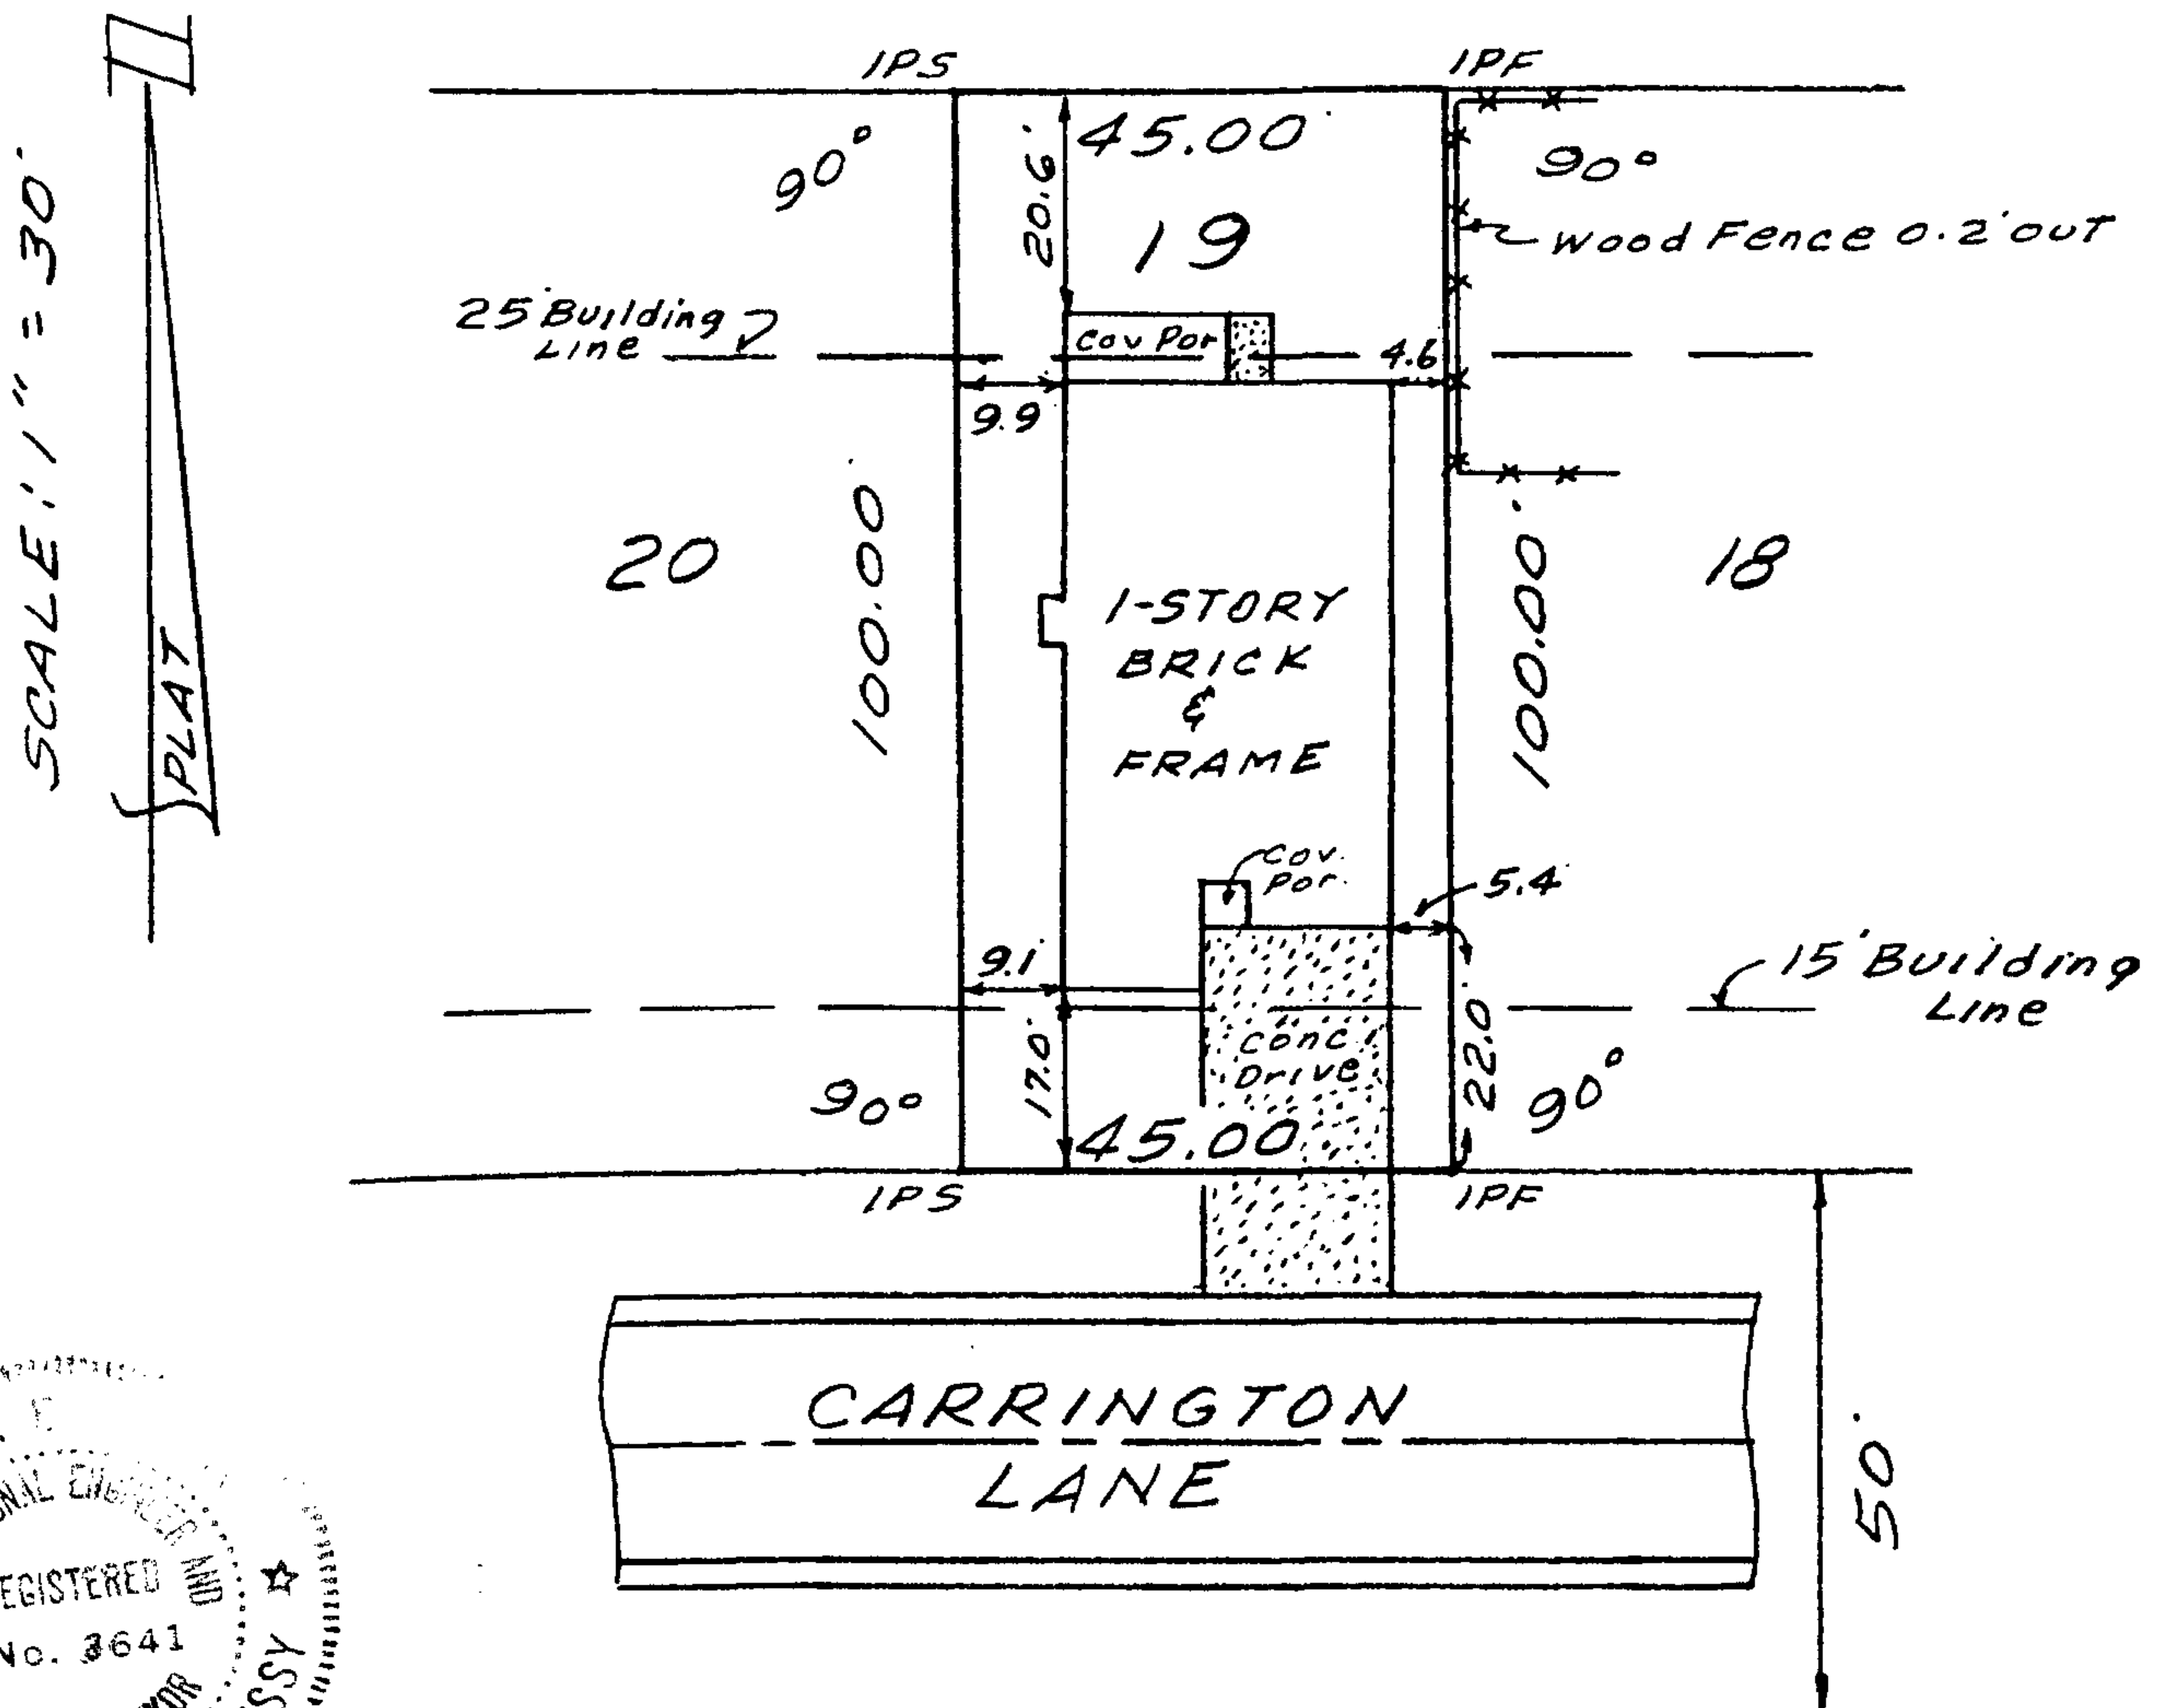 SCALE: 1" = 30'
PLAT
IPS
IPF
90°
45.00'
90°
20.6'
19
Wood Fence 0.2' out
25' Building
Line
Cov Por
4.6
9.9
20
100.00'
100.00'
18
1-STORY
BRICK
&
FRAME
Cov.
Por.
5.4
9.1
15' Building
Line
17.0'
Conc.
Drive
22.0'
90°
45.00
90°
IPS
IPF
CARRINGTON
LANE
50'
REGISTERED
No. 3641